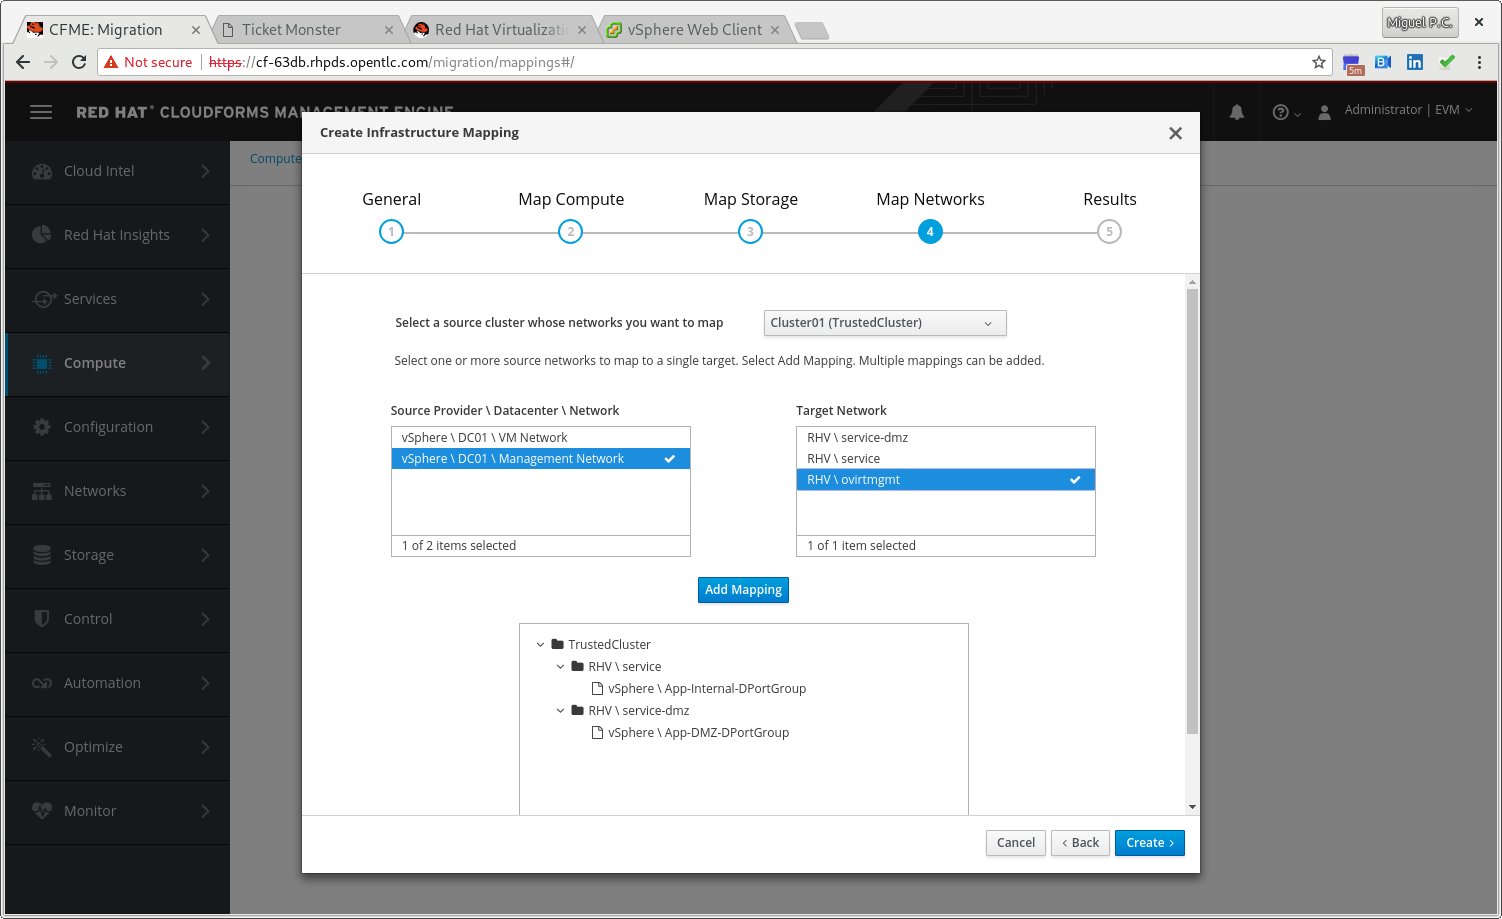 CFME: Migration
Ticket Monster
Red Hat Virtualizati
vSphere Web Client
Miguel P.C.
Not secure
https://cf-63db.rhpds.opentlc.com/migration/mappings#/
5m
RED HAT® CLOUDFORMS MANAGEMENT ENGINE
Administrator | EVM
Cloud Intel
Red Hat Insights
Services
Compute
Configuration
Networks
Storage
Control
Automation
Optimize
Monitor
Compute
Create Infrastructure Mapping
General
Map Compute
Map Storage
Map Networks
Results
1
2
3
4
5
Select a source cluster whose networks you want to map
Cluster01 (TrustedCluster)
Select one or more source networks to map to a single target. Select Add Mapping. Multiple mappings can be added.
Source Provider \ Datacenter \ Network
vSphere \ DC01 \ VM Network
vSphere \ DC01 \ Management Network
1 of 2 items selected
Target Network
RHV \ service-dmz
RHV \ service
RHV \ ovirtmgmt
1 of 1 item selected
Add Mapping
TrustedCluster
RHV \ service
vSphere \ App-Internal-DPortGroup
RHV \ service-dmz
vSphere \ App-DMZ-DPortGroup
Cancel
‹ Back
Create ›